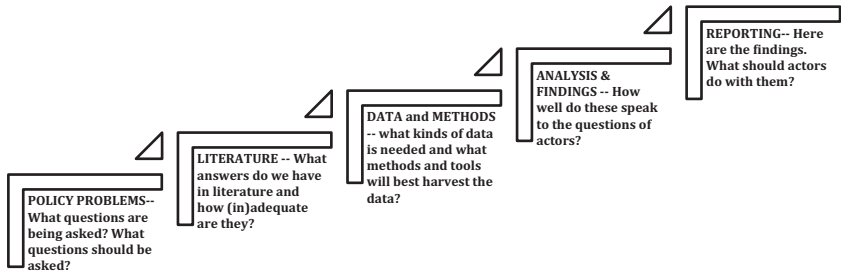 POLICY PROBLEMS--
What questions are
being asked? What
questions should be
asked?
LITERATURE -- What
answers do we have
in literature and
how (in)adequate
are they?
DATA and METHODS
-- what kinds of data
is needed and what
methods and tools
will best harvest the
data?
ANALYSIS &
FINDINGS -- How
well do these speak
to the questions of
actors?
REPORTING-- Here
are the findings.
What should actors
do with them?